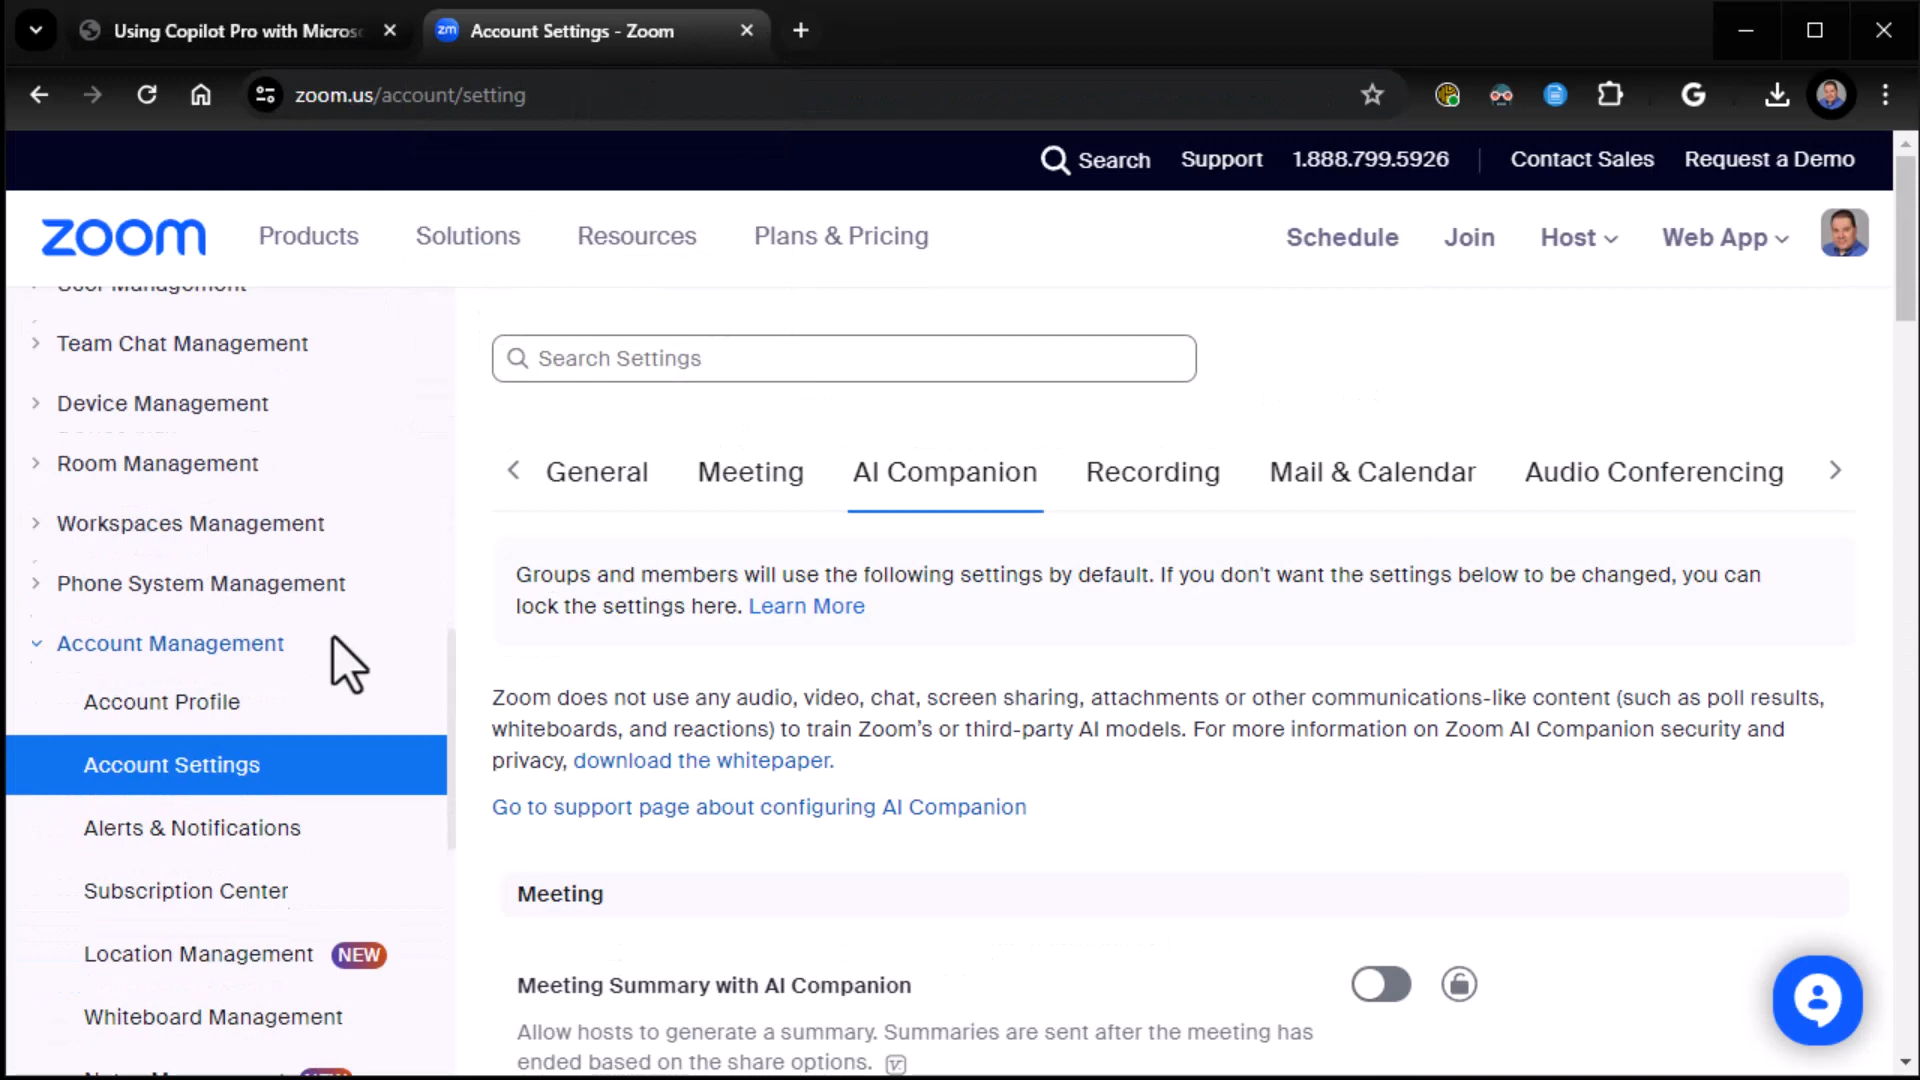 Using Copilot Pro with Micros
zm
Account Settings - Zoom
zoom.us/account/setting
Search
Support
1.888.799.5926
Contact Sales
Request a Demo
zoom
Products
Solutions
Resources
Plans & Pricing
Schedule
Join
Host
Web App
User Management
Team Chat Management
Device Management
Room Management
Workspaces Management
Phone System Management
Account Management
Account Profile
Account Settings
Alerts & Notifications
Subscription Center
Location Management NEW
Whiteboard Management
Search Settings
General
Meeting
AI Companion
Recording
Mail & Calendar
Audio Conferencing
Groups and members will use the following settings by default. If you don't want the settings below to be changed, you can
lock the settings here. Learn More
Zoom does not use any audio, video, chat, screen sharing, attachments or other communications-like content (such as poll results,
whiteboards, and reactions) to train Zoom's or third-party AI models. For more information on Zoom AI Companion security and
privacy, download the whitepaper.
Go to support page about configuring AI Companion
Meeting
Meeting Summary with AI Companion
Allow hosts to generate a summary. Summaries are sent after the meeting has
ended based on the share options.